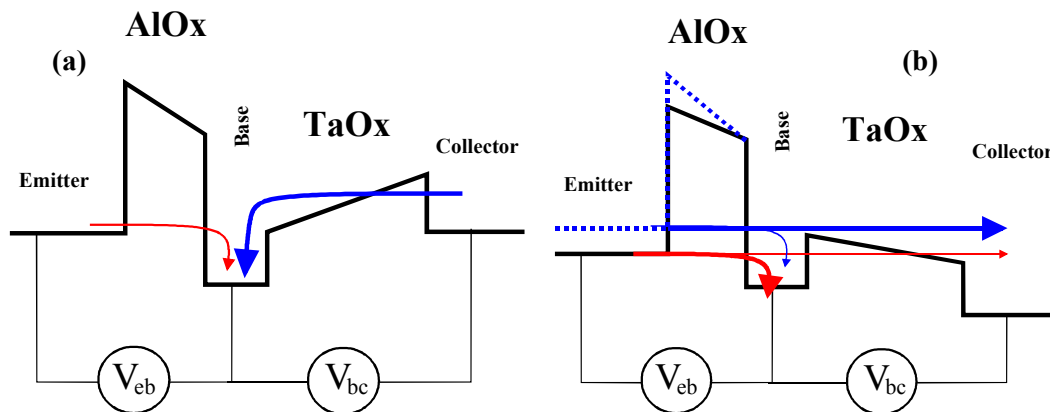 AlOx
(a)
Base
TaOx
Collector
Emitter
Veb
Vbc
AlOx
(b)
Base
TaOx
Collector
Emitter
Veb
Vbc